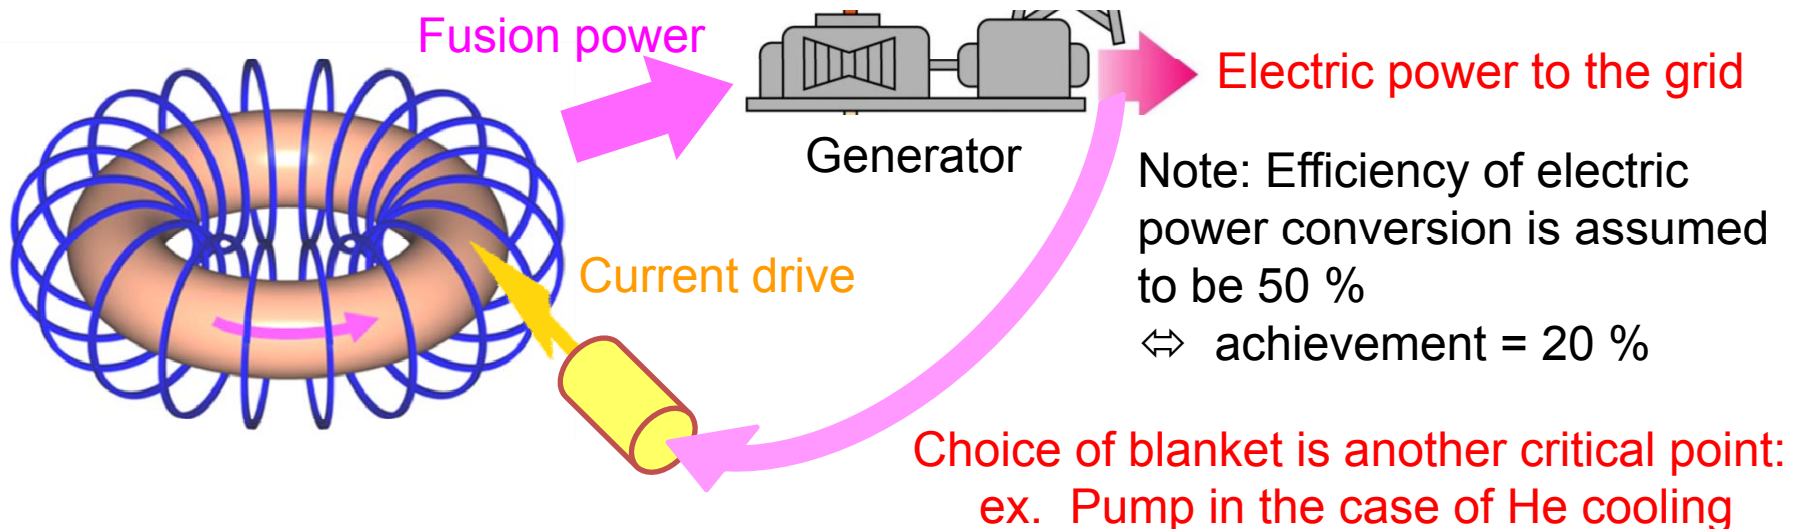 Fusion power
Electric power to the grid
Generator
Note: Efficiency of electric
power conversion is assumed
to be 50 %
⇔ achievement = 20 %
Current drive
Choice of blanket is another critical point:
ex. Pump in the case of He cooling